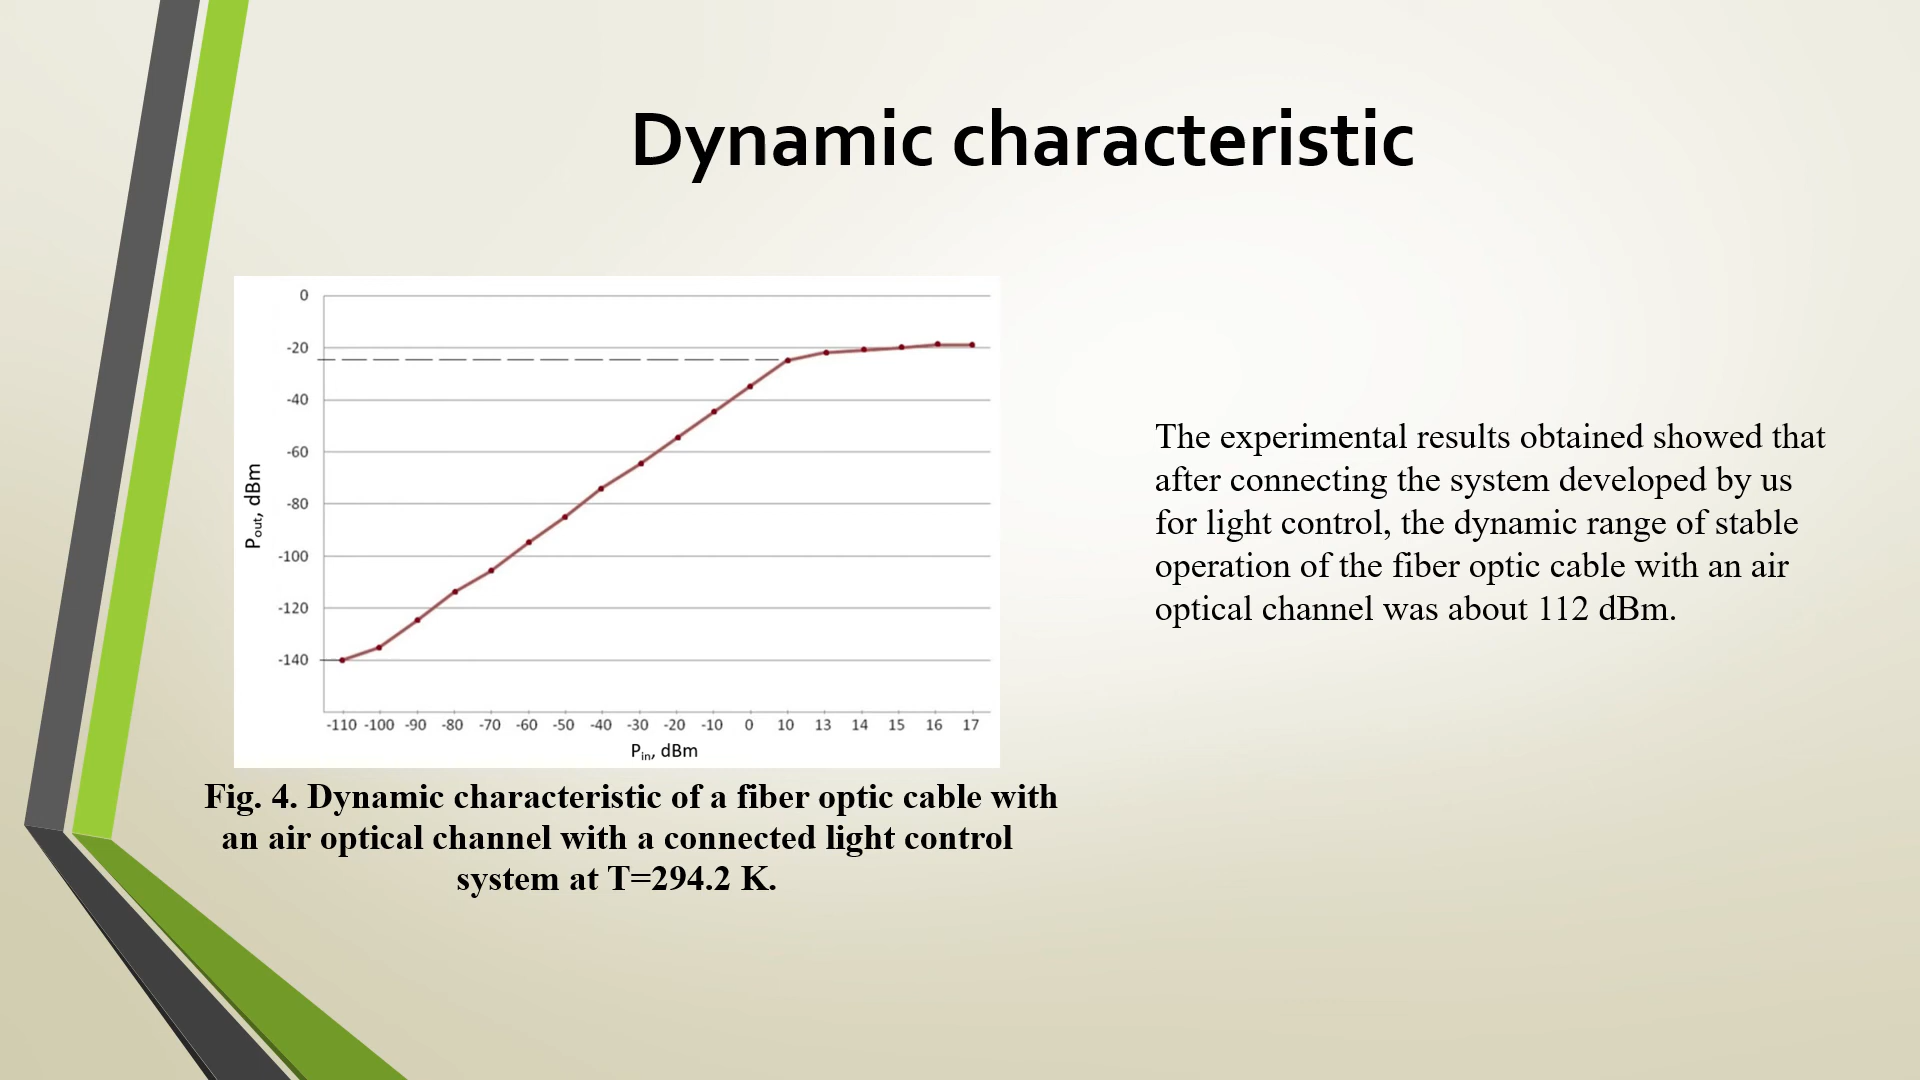 Dynamic characteristic
0
-20
-40
-60
-80
-100
-120
-140
Pout, dBm
-110 -100 -90 -80 -70 -60 -50 -40 -30 -20 -10 0 10 13 14 15 16 17
Pin, dBm
Fig. 4. Dynamic characteristic of a fiber optic cable with
an air optical channel with a connected light control
system at T=294.2 K.
The experimental results obtained showed that
after connecting the system developed by us
for light control, the dynamic range of stable
operation of the fiber optic cable with an air
optical channel was about 112 dBm.